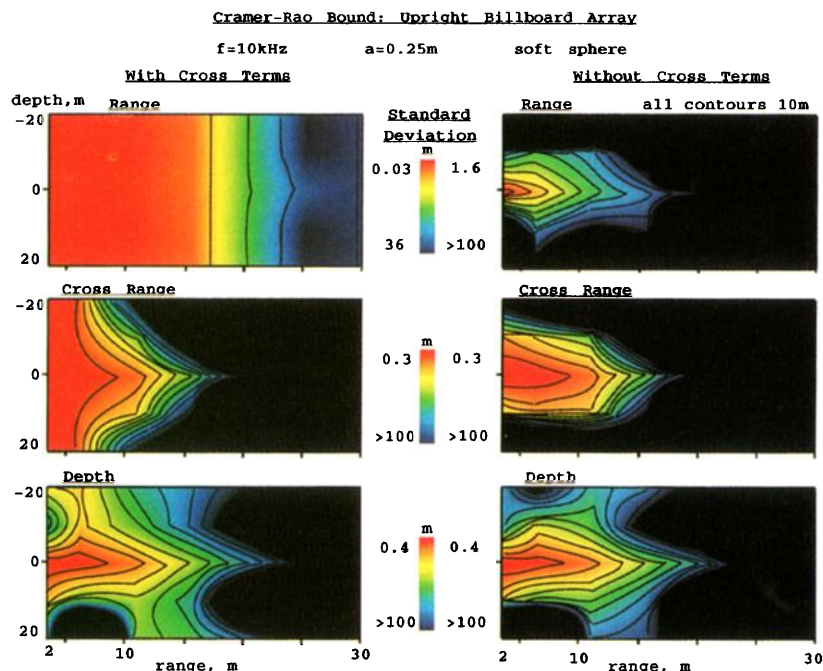 Cramer-Rao Bound: Upright Billboard Array
f=10kHz a=0.25m soft sphere
With Cross Terms
Without Cross Terms
depth,m Range
Standard
Deviation
Range all contours 10m
-20
0
20
m
0.03 1.6
36 >100
Cross Range
Cross Range
-20
0
20
m
0.3 0.3
>100 >100
Depth
Depth
-20
0
20
m
0.4 0.4
>100 >100
2 10
range, m
2 10 30
range, m